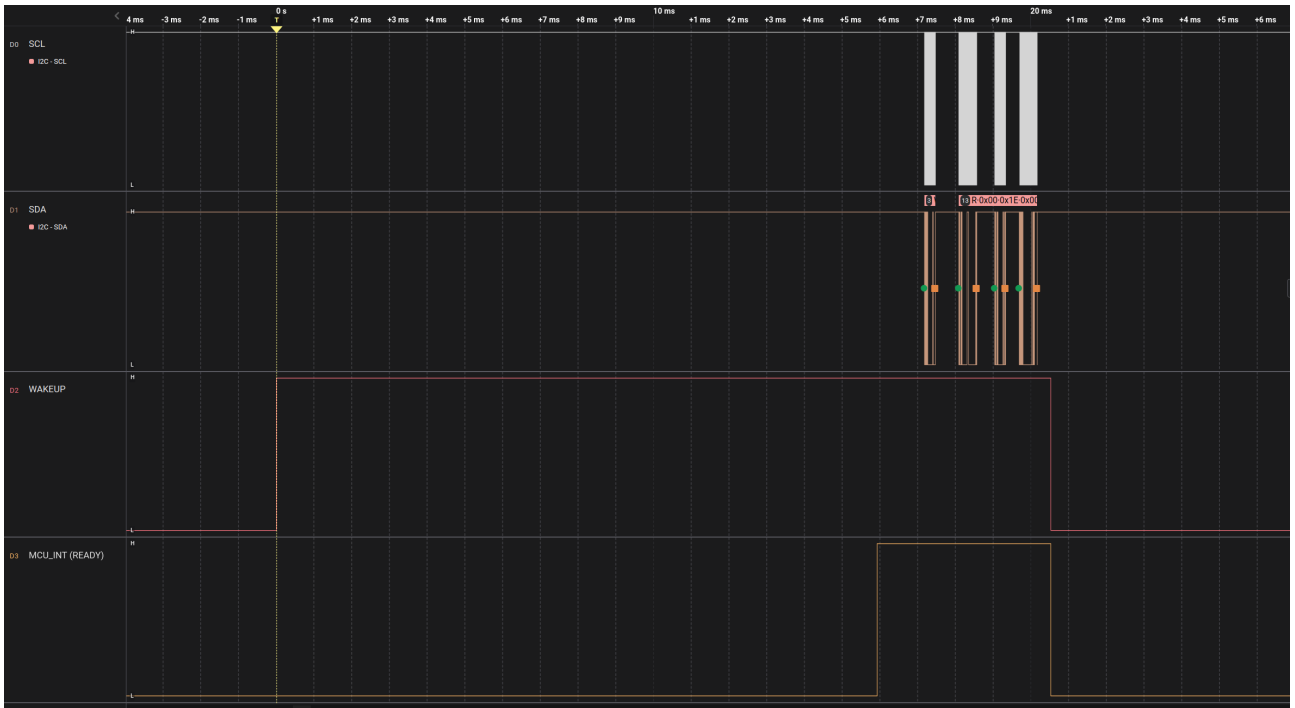 0 s 10 ms 20 ms
4 ms -3 ms -2 ms -1 ms T +1 ms +2 ms +3 ms +4 ms +5 ms +6 ms +7 ms +8 ms +9 ms +1 ms +2 ms +3 ms +4 ms +5 ms +6 ms +7 ms +8 ms +9 ms +1 ms +2 ms +3 ms +4 ms +5 ms +6 ms
H
D0 SCL
I2C - SCL
L
3 13 R·0x00·0x1E·0x00
D1 SDA H
I2C - SDA
L
H
D2 WAKEUP
L
H
D3 MCU_INT (READY)
L